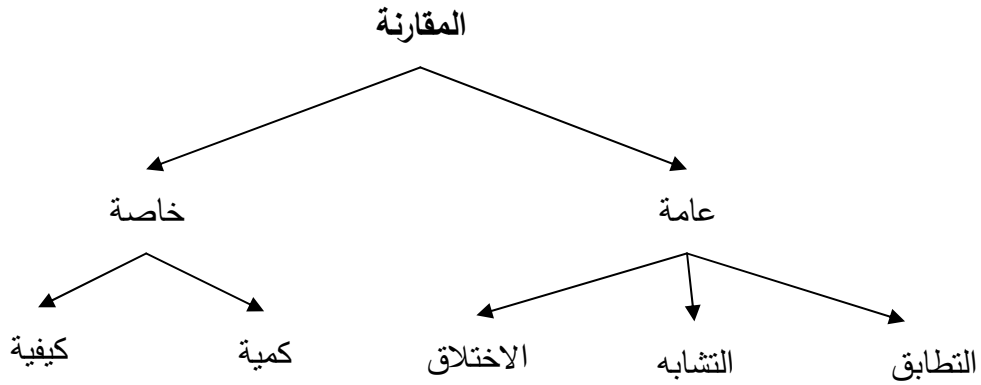 المقارنة
عامة
خاصة
التطابق
التشابه
الاختلاق
كمية
كيفية